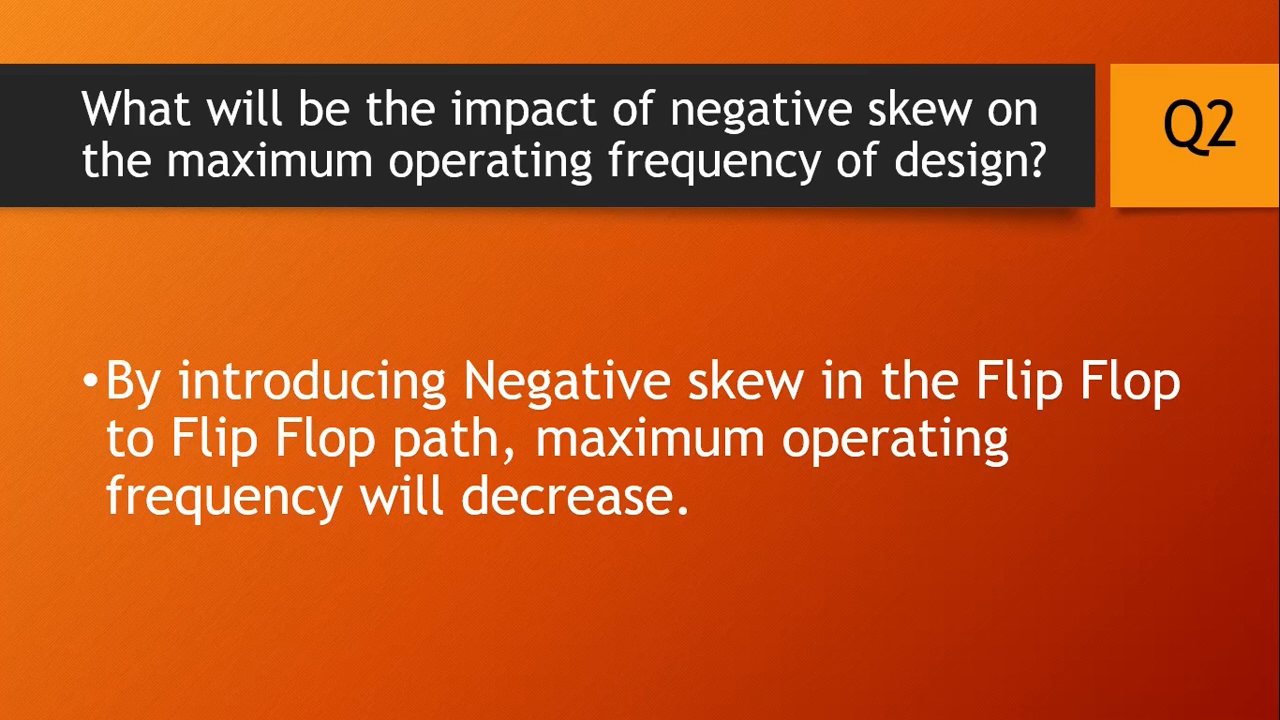 What will be the impact of negative skew on
the maximum operating frequency of design?
Q2
•By introducing Negative skew in the Flip Flop
to Flip Flop path, maximum operating
frequency will decrease.